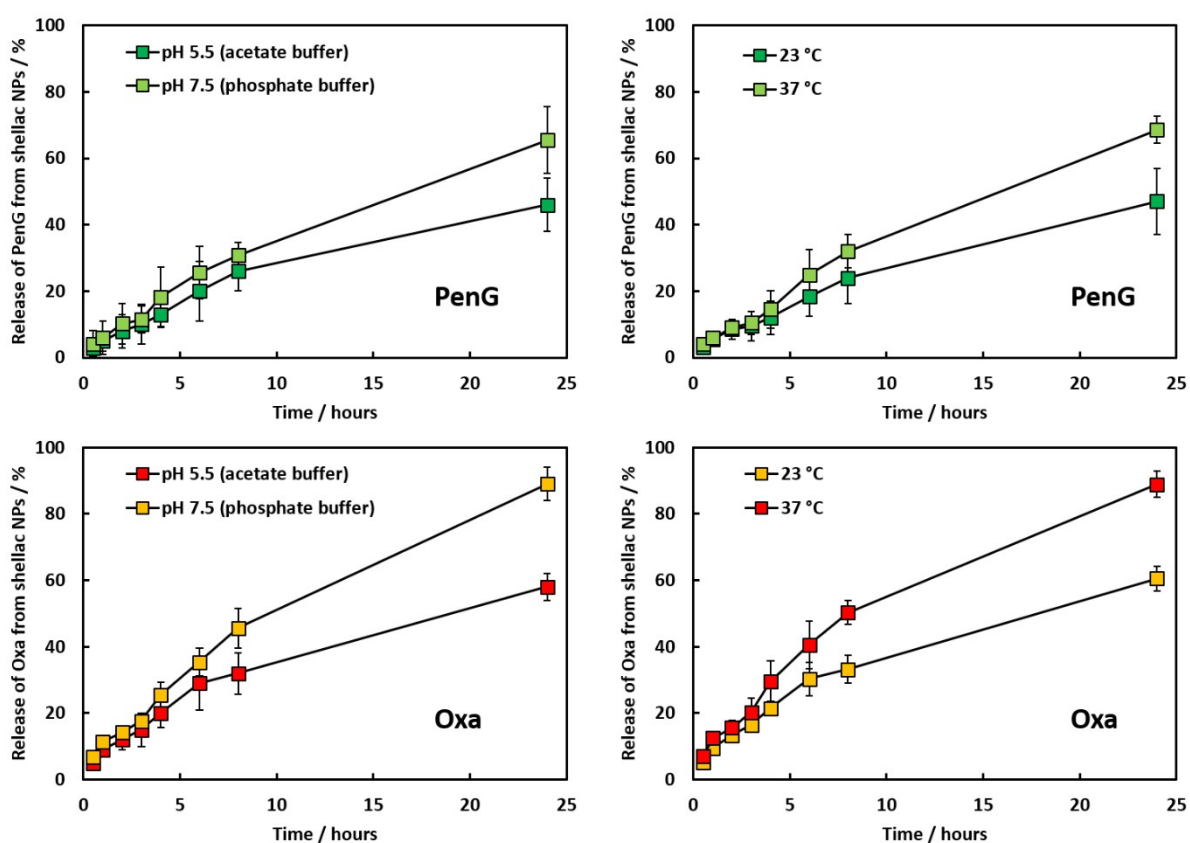 Release of PenG from shellac NPs / %
100
80
60
40
20
0
pH 5.5 (acetate buffer)
pH 7.5 (phosphate buffer)
PenG
0 5 10 15 20 25
Time / hours
Release of PenG from shellac NPs / %
100
80
60
40
20
0
23 °C
37 °C
PenG
0 5 10 15 20 25
Time / hours
Release of Oxa from shellac NPs / %
100
80
60
40
20
0
pH 5.5 (acetate buffer)
pH 7.5 (phosphate buffer)
Oxa
0 5 10 15 20 25
Time / hours
Release of Oxa from shellac NPs / %
100
80
60
40
20
0
23 °C
37 °C
Oxa
0 5 10 15 20 25
Time / hours